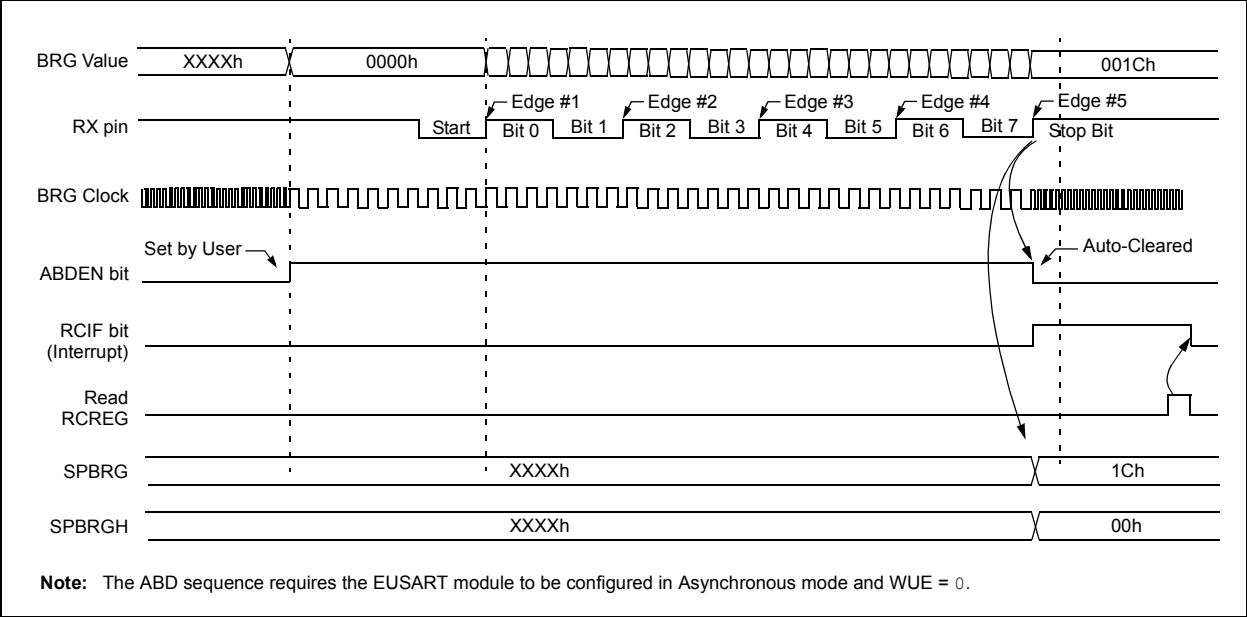 BRG Value XXXXh 0000h 001Ch
Edge #1 Edge #2 Edge #3 Edge #4 Edge #5
RX pin Start Bit 0 Bit 1 Bit 2 Bit 3 Bit 4 Bit 5 Bit 6 Bit 7 Stop Bit
BRG Clock
Set by User Auto-Cleared
ABDEN bit
RCIF bit
(Interrupt)
Read
RCREG
SPBRG XXXXh 1Ch
SPBRGH XXXXh 00h
Note: The ABD sequence requires the EUSART module to be configured in Asynchronous mode and WUE = 0.